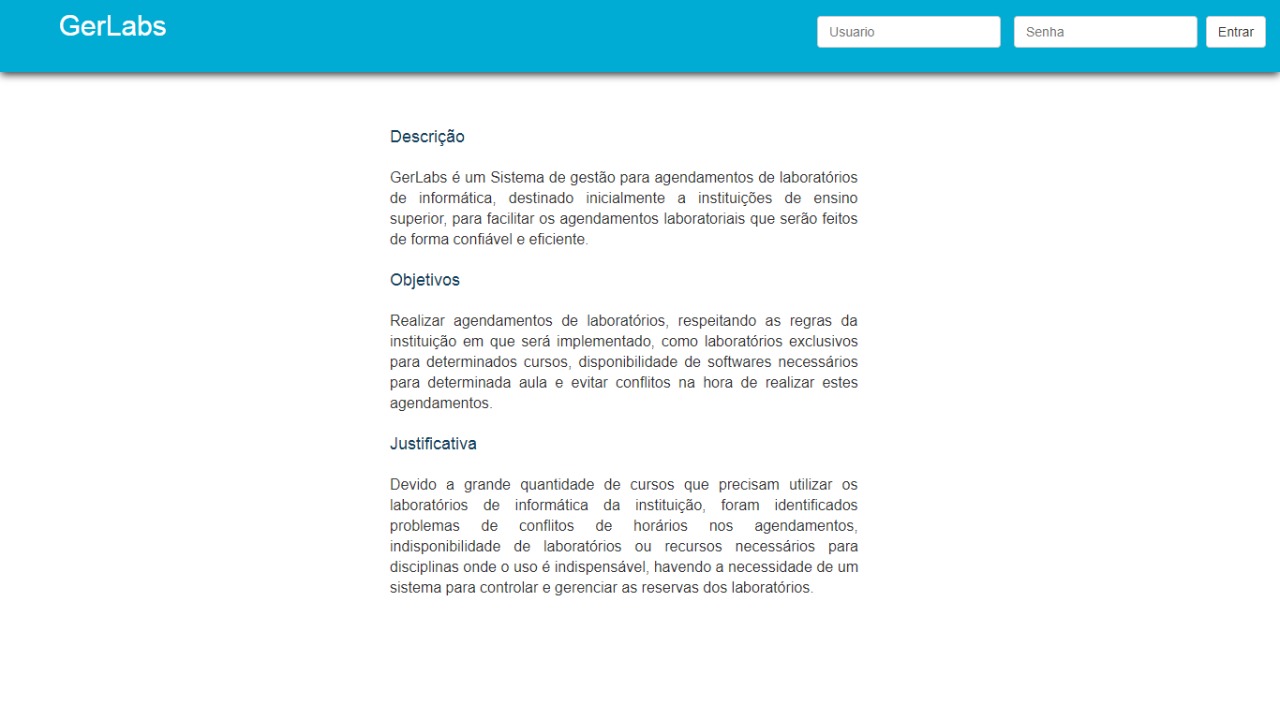 GerLabs
Usuario
Senha
Entrar
Descrição
GerLabs é um Sistema de gestão para agendamentos de laboratórios
de informática, destinado inicialmente a instituições de ensino
superior, para facilitar os agendamentos laboratoriais que serão feitos
de forma confiável e eficiente.
Objetivos
Realizar agendamentos de laboratórios, respeitando as regras da
instituição em que será implementado, como laboratórios exclusivos
para determinados cursos, disponibilidade de softwares necessários
para determinada aula e evitar conflitos na hora de realizar estes
agendamentos.
Justificativa
Devido a grande quantidade de cursos que precisam utilizar os
laboratórios de informática da instituição, foram identificados
problemas de conflitos de horários nos agendamentos,
indisponibilidade de laboratórios ou recursos necessários para
disciplinas onde o uso é indispensável, havendo a necessidade de um
sistema para controlar e gerenciar as reservas dos laboratórios.